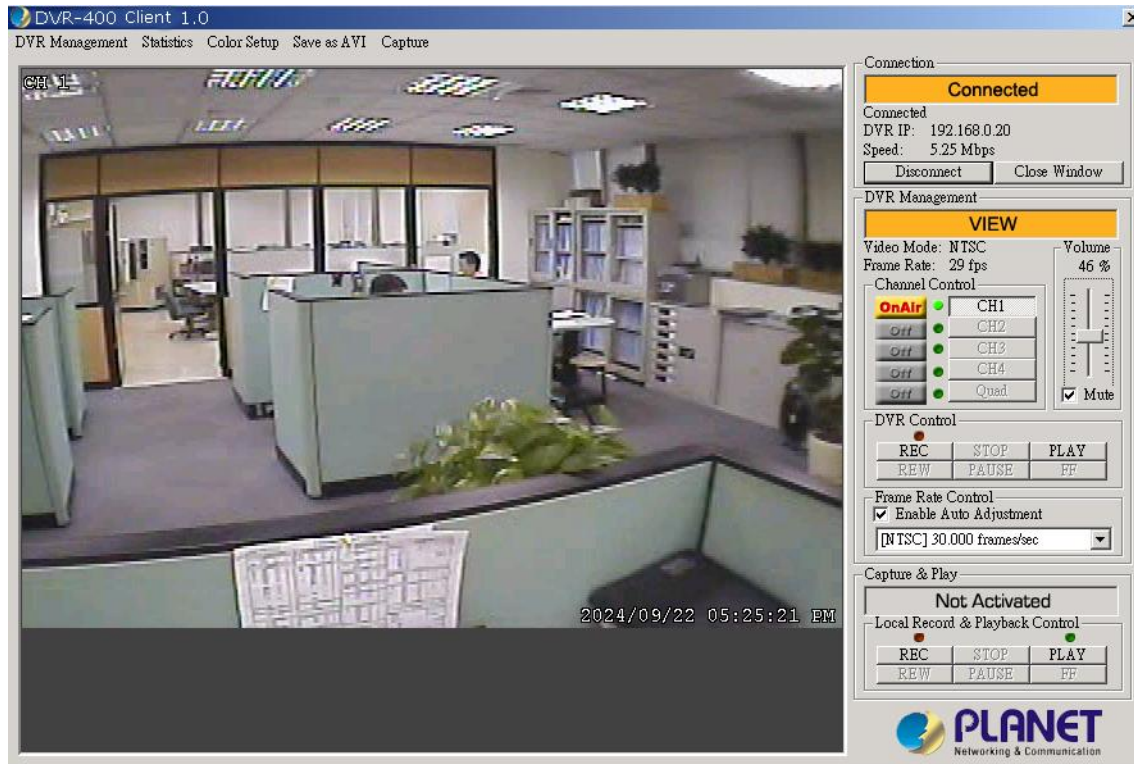 DVR-400 Client 1.0
DVR Management Statistics Color Setup Save as AVI Capture
CH 1
2024/09/22 05:25:21 PM
Connection
Connected
Connected
DVR IP: 192.168.0.20
Speed: 5.25 Mbps
Disconnect Close Window
DVR Management
VIEW
Video Mode: NTSC
Frame Rate: 29 fps
Volume
46 %
Channel Control
OnAir CH1
Off CH2
Off CH3
Off CH4
Off Quad
Mute
DVR Control
REC STOP PLAY
REW PAUSE FF
Frame Rate Control
Enable Auto Adjustment
[NTSC] 30.000 frames/sec
Capture & Play
Not Activated
Local Record & Playback Control
REC STOP PLAY
REW PAUSE FF
PLANET
Networking & Communication